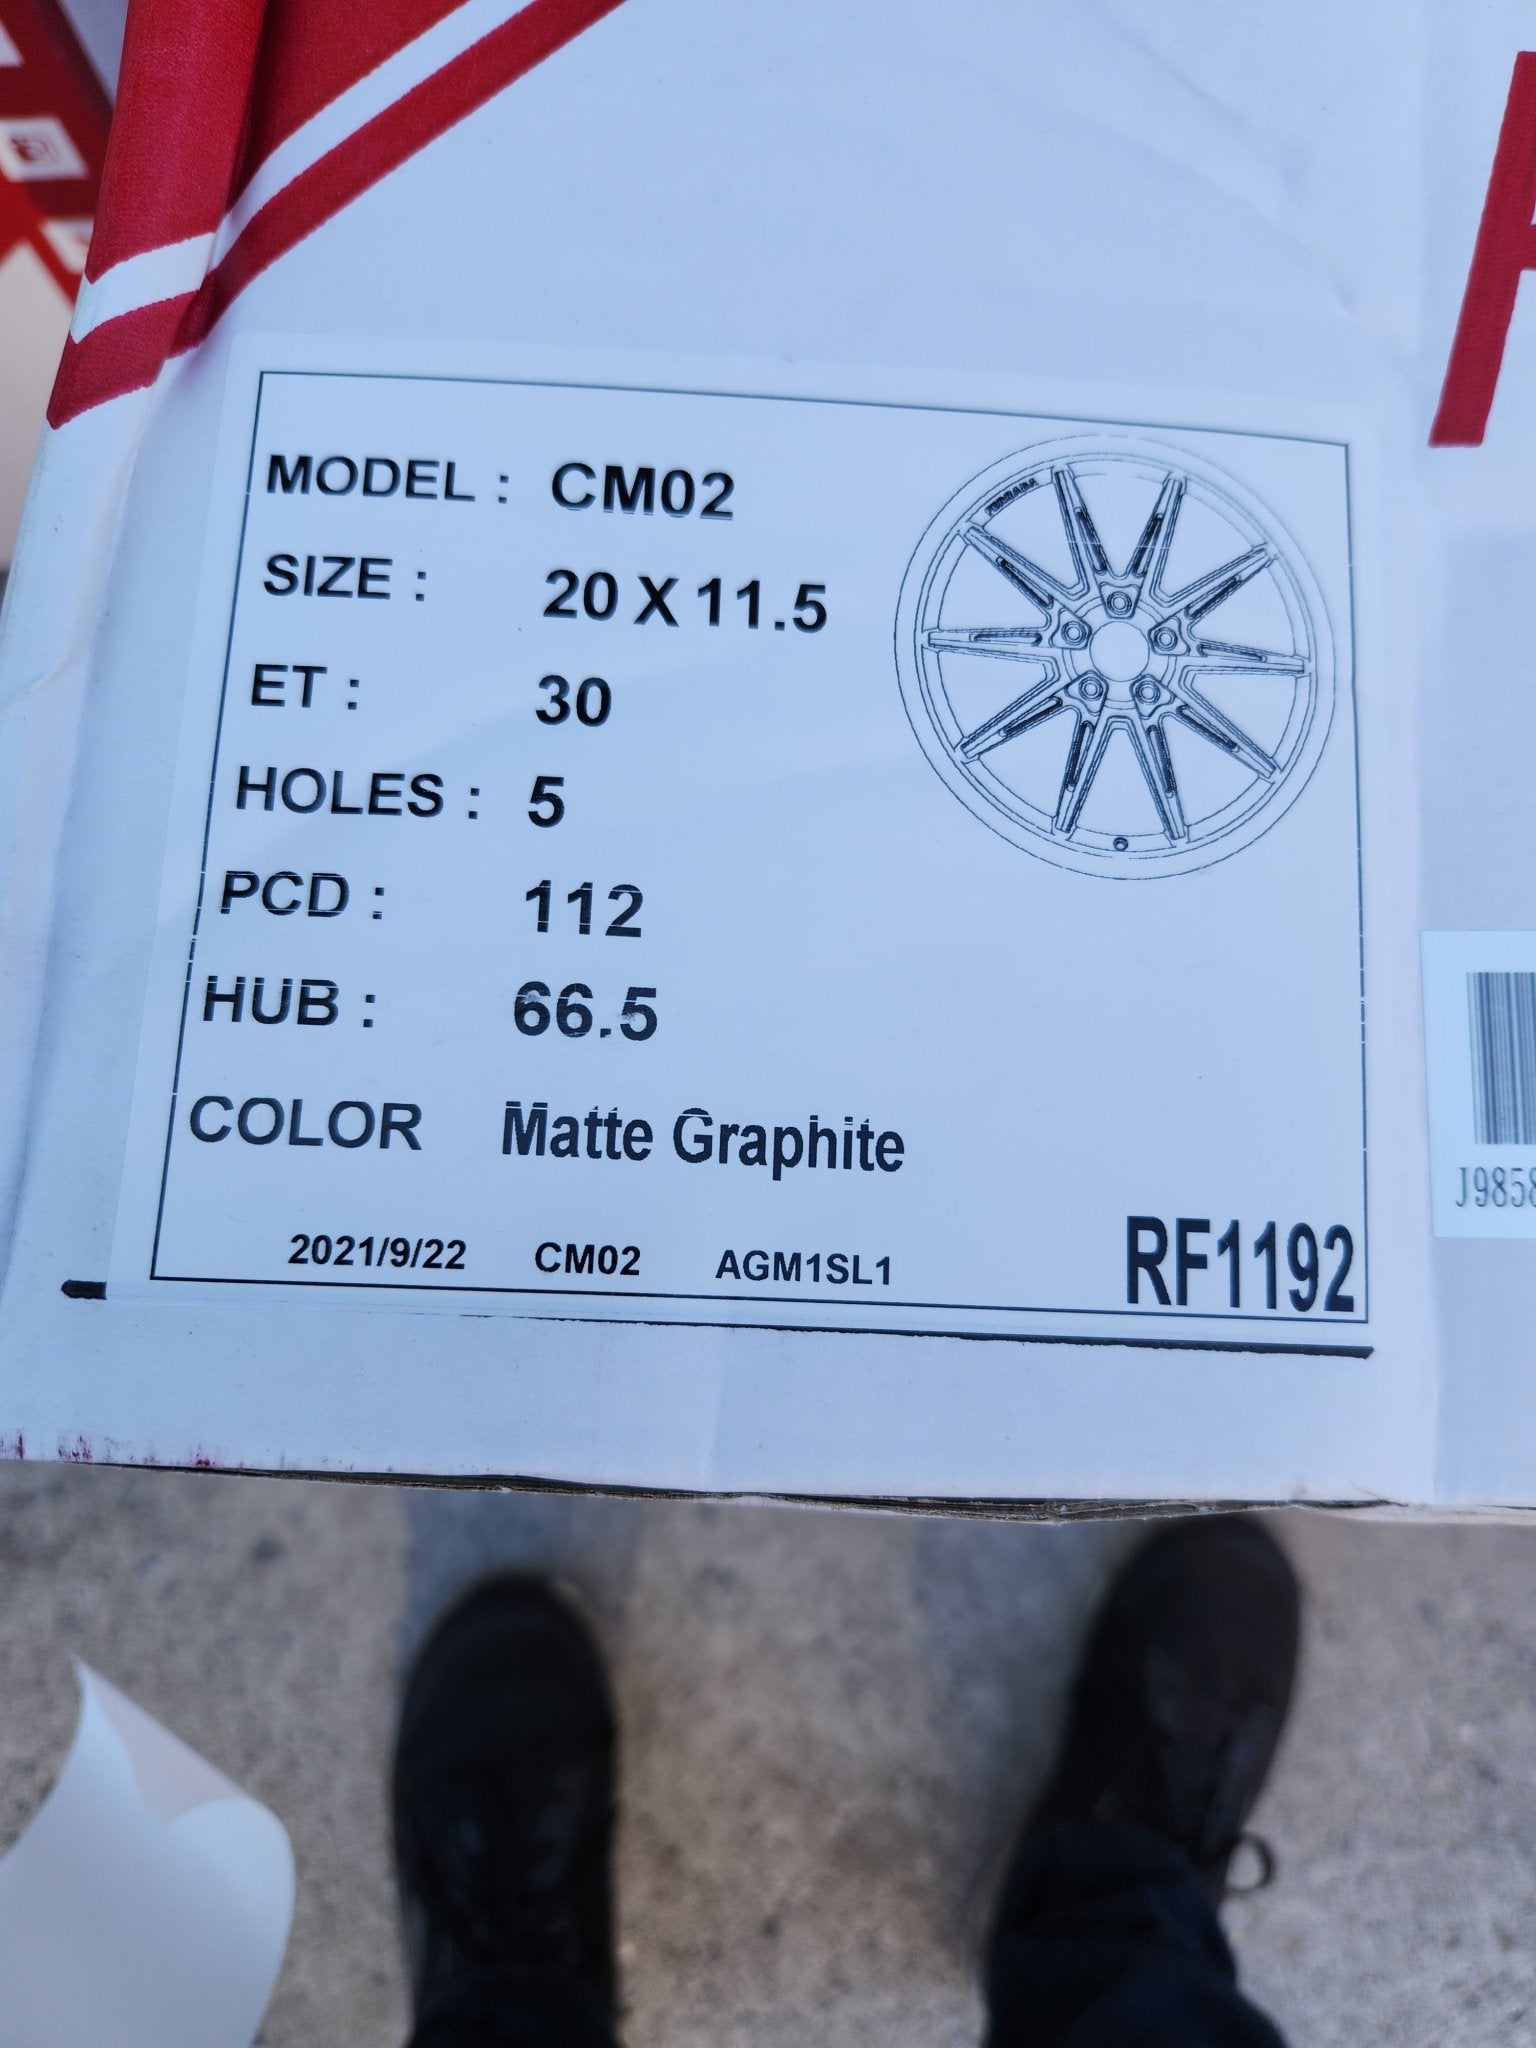 MODEL : CM02
SIZE : 20 X 11.5
ET : 30
HOLES : 5
PCD : 112
HUB : 66.5
COLOR Matte Graphite
2021/9/22 CM02 AGM1SL1 RF1192
FERRADA